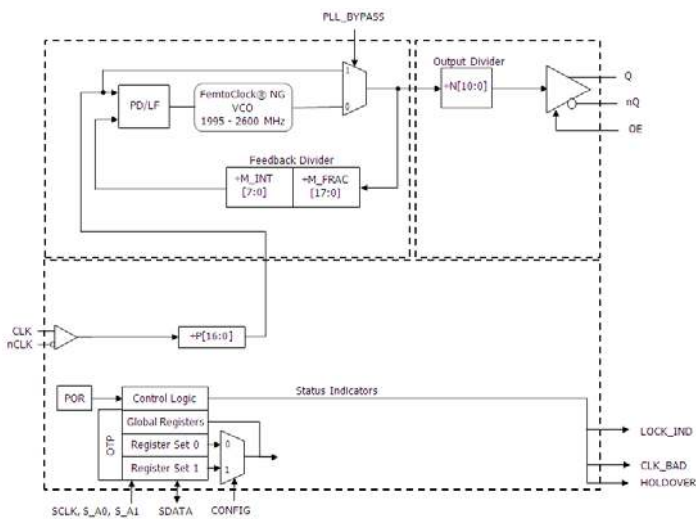 PLL_BYPASS
Output Divider
FemtoClock® NG
VCO
1995 - 2600 MHz
PD/LF
1
0
÷N[10:0]
Q
nQ
OE
Feedback Divider
÷M_INT
[7:0]
÷M_FRAC
[17:0]
CLK
nCLK
÷P[16:0]
POR
Control Logic
Status Indicators
OTP
Global Registers
Register Set 0
Register Set 1
0
1
LOCK_IND
CLK_BAD
HOLDOVER
SCLK, S_A0, S_A1
SDATA
CONFIG